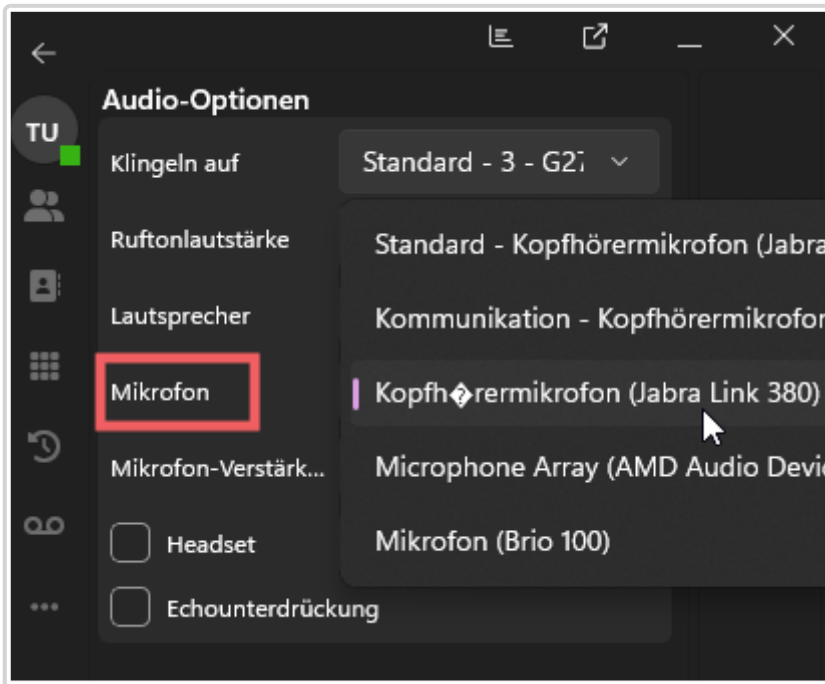 Audio-Optionen
TU
Klingeln auf
Standard - 3 - G27
Ruftonlautstärke
Standard - Kopfhörermikrofon (Jabra
Lautsprecher
Kommunikation - Kopfhörermikrofon
Mikrofon
Kopfh�rermikrofon (Jabra Link 380)
Mikrofon-Verstärk...
Microphone Array (AMD Audio Devic
Mikrofon (Brio 100)
Headset
Echounterdrückung